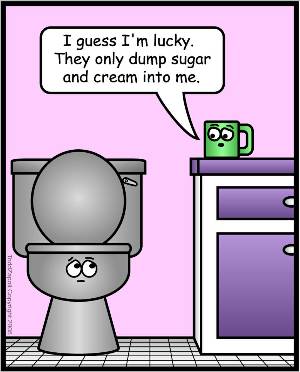 I guess I'm lucky.
They only dump sugar
and cream into me.